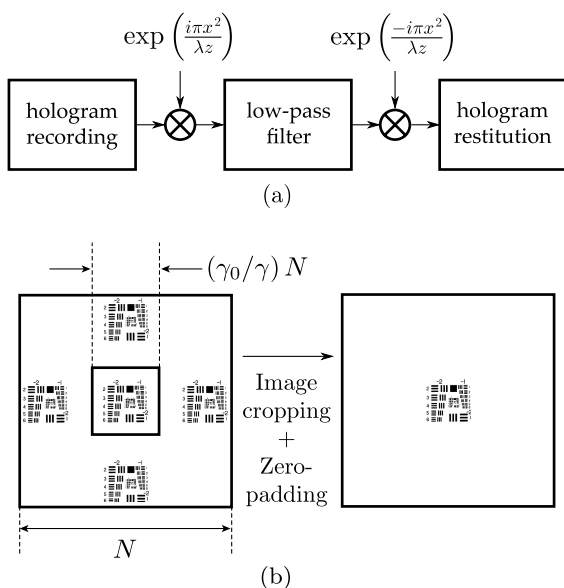 exp (iπx²/λz) exp (−iπx²/λz)
hologram recording
low-pass filter
hologram restitution
(a)
(γ₀/γ) N
Image
cropping
+
Zero-
padding
N
(b)